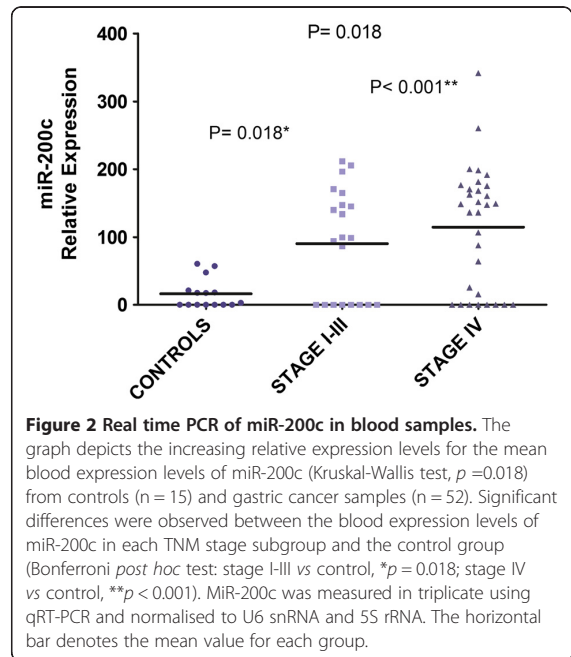 400
300
200
100
0
miR-200c
Relative Expression
P= 0.018
P< 0.001**
P= 0.018*
CONTROLS
STAGE I-III
STAGE IV
Figure 2 Real time PCR of miR-200c in blood samples. The
graph depicts the increasing relative expression levels for the mean
blood expression levels of miR-200c (Kruskal-Wallis test, p =0.018)
from controls (n = 15) and gastric cancer samples (n = 52). Significant
differences were observed between the blood expression levels of
miR-200c in each TNM stage subgroup and the control group
(Bonferroni post hoc test: stage I-III vs control, *p = 0.018; stage IV
vs control, **p < 0.001). MiR-200c was measured in triplicate using
qRT-PCR and normalised to U6 snRNA and 5S rRNA. The horizontal
bar denotes the mean value for each group.